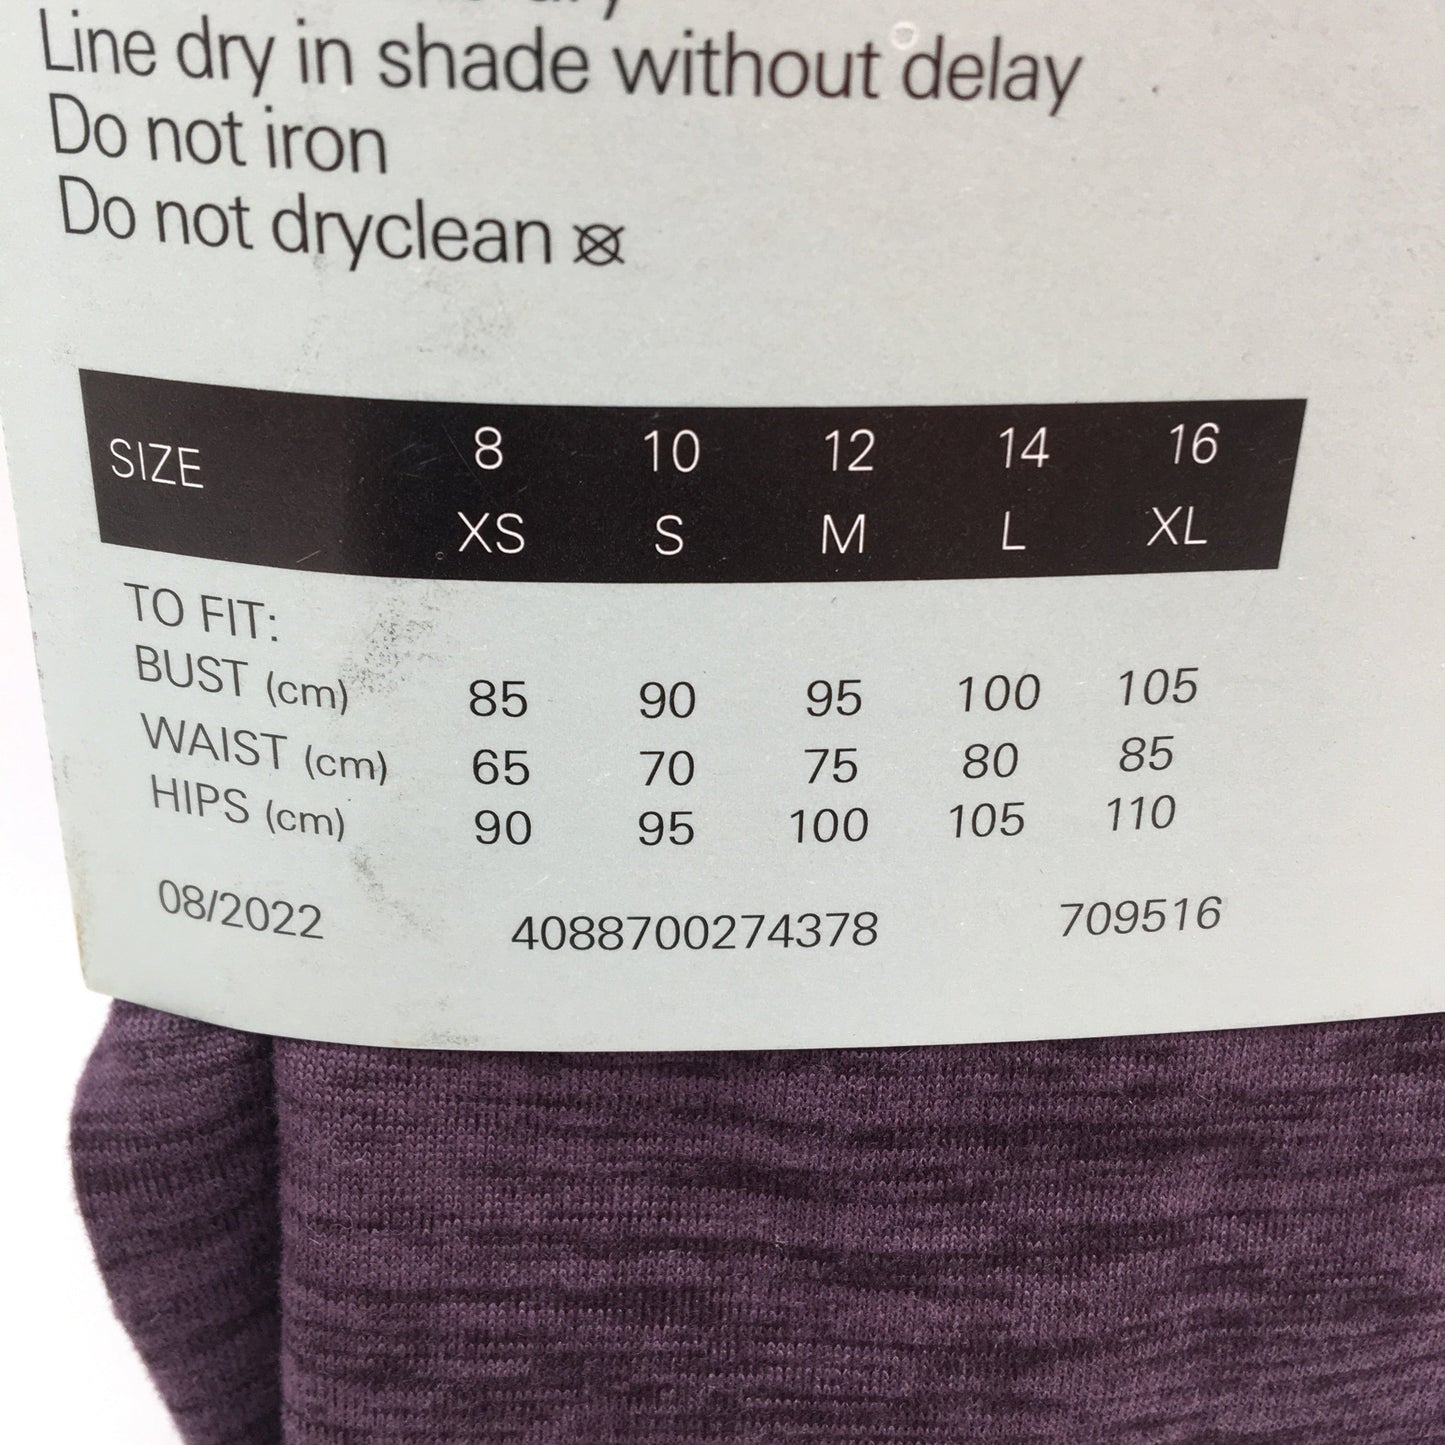 Line dry in shade without delay
Do not iron
Do not dryclean
SIZE 8 10 12 14 16
XS S M L XL
TO FIT:
BUST (cm) 85 90 95 100 105
WAIST (cm) 65 70 75 80 85
HIPS (cm) 90 95 100 105 110
08/2022 4088700274378 709516